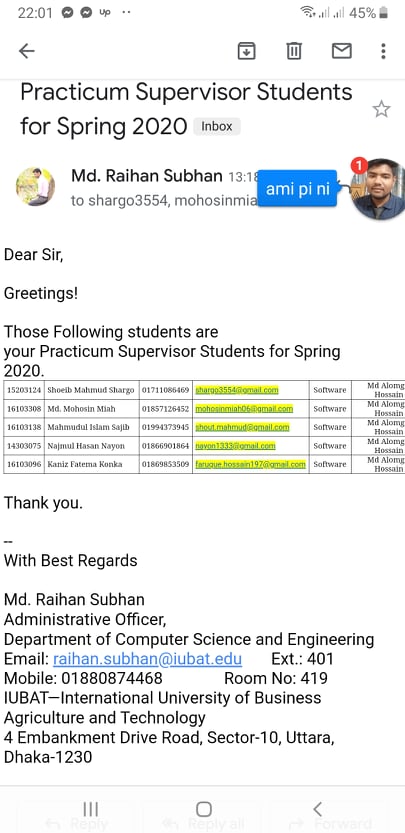 22:01 Up ·· 45%
Practicum Supervisor Students
for Spring 2020 Inbox
Md. Raihan Subhan 13:18
to shargo3554, mohosinmia
ami pi ni
1
Dear Sir,
Greetings!
Those Following students are
your Practicum Supervisor Students for Spring
2020.
15203124 Shoeib Mahmud Shargo 01711086469 shargo3554@gmail.com Software Md Alomg Hossain
16103308 Md. Mohosin Miah 01857126452 mohosinmiah06@gmail.com Software Md Alomg Hossain
16103138 Mahmudul Islam Sajib 01994373945 shout.mahmud@gmail.com Software Md Alomg Hossain
14303075 Najmul Hasan Nayon 01866901864 nayon1333@gmail.com Software Md Alomg Hossain
16103096 Kaniz Fatema Konka 01869853509 faruque.hossain197@gmail.com Software Md Alomg Hossain
Thank you.
--
With Best Regards
Md. Raihan Subhan
Administrative Officer,
Department of Computer Science and Engineering
Email: raihan.subhan@iubat.edu Ext.: 401
Mobile: 01880874468 Room No: 419
IUBAT—International University of Business
Agriculture and Technology
4 Embankment Drive Road, Sector-10, Uttara,
Dhaka-1230
Reply Reply all Forward